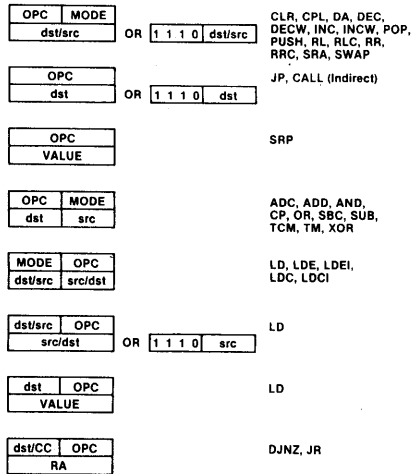 OPC MODE
dst/src OR 1 1 1 0 dst/src
CLR, CPL, DA, DEC,
DECW, INC, INCW, POP,
PUSH, RL, RLC, RR,
RRC, SRA, SWAP
OPC
dst OR 1 1 1 0 dst
JP, CALL (Indirect)
OPC
VALUE
SRP
OPC MODE
dst src
ADC, ADD, AND,
CP, OR, SBC, SUB,
TCM, TM, XOR
MODE OPC
dst/src src/dst
LD, LDE, LDEI,
LDC, LDCI
dst/src OPC
src/dst OR 1 1 1 0 src
LD
dst OPC
VALUE
LD
dst/CC OPC
RA
DJNZ, JR